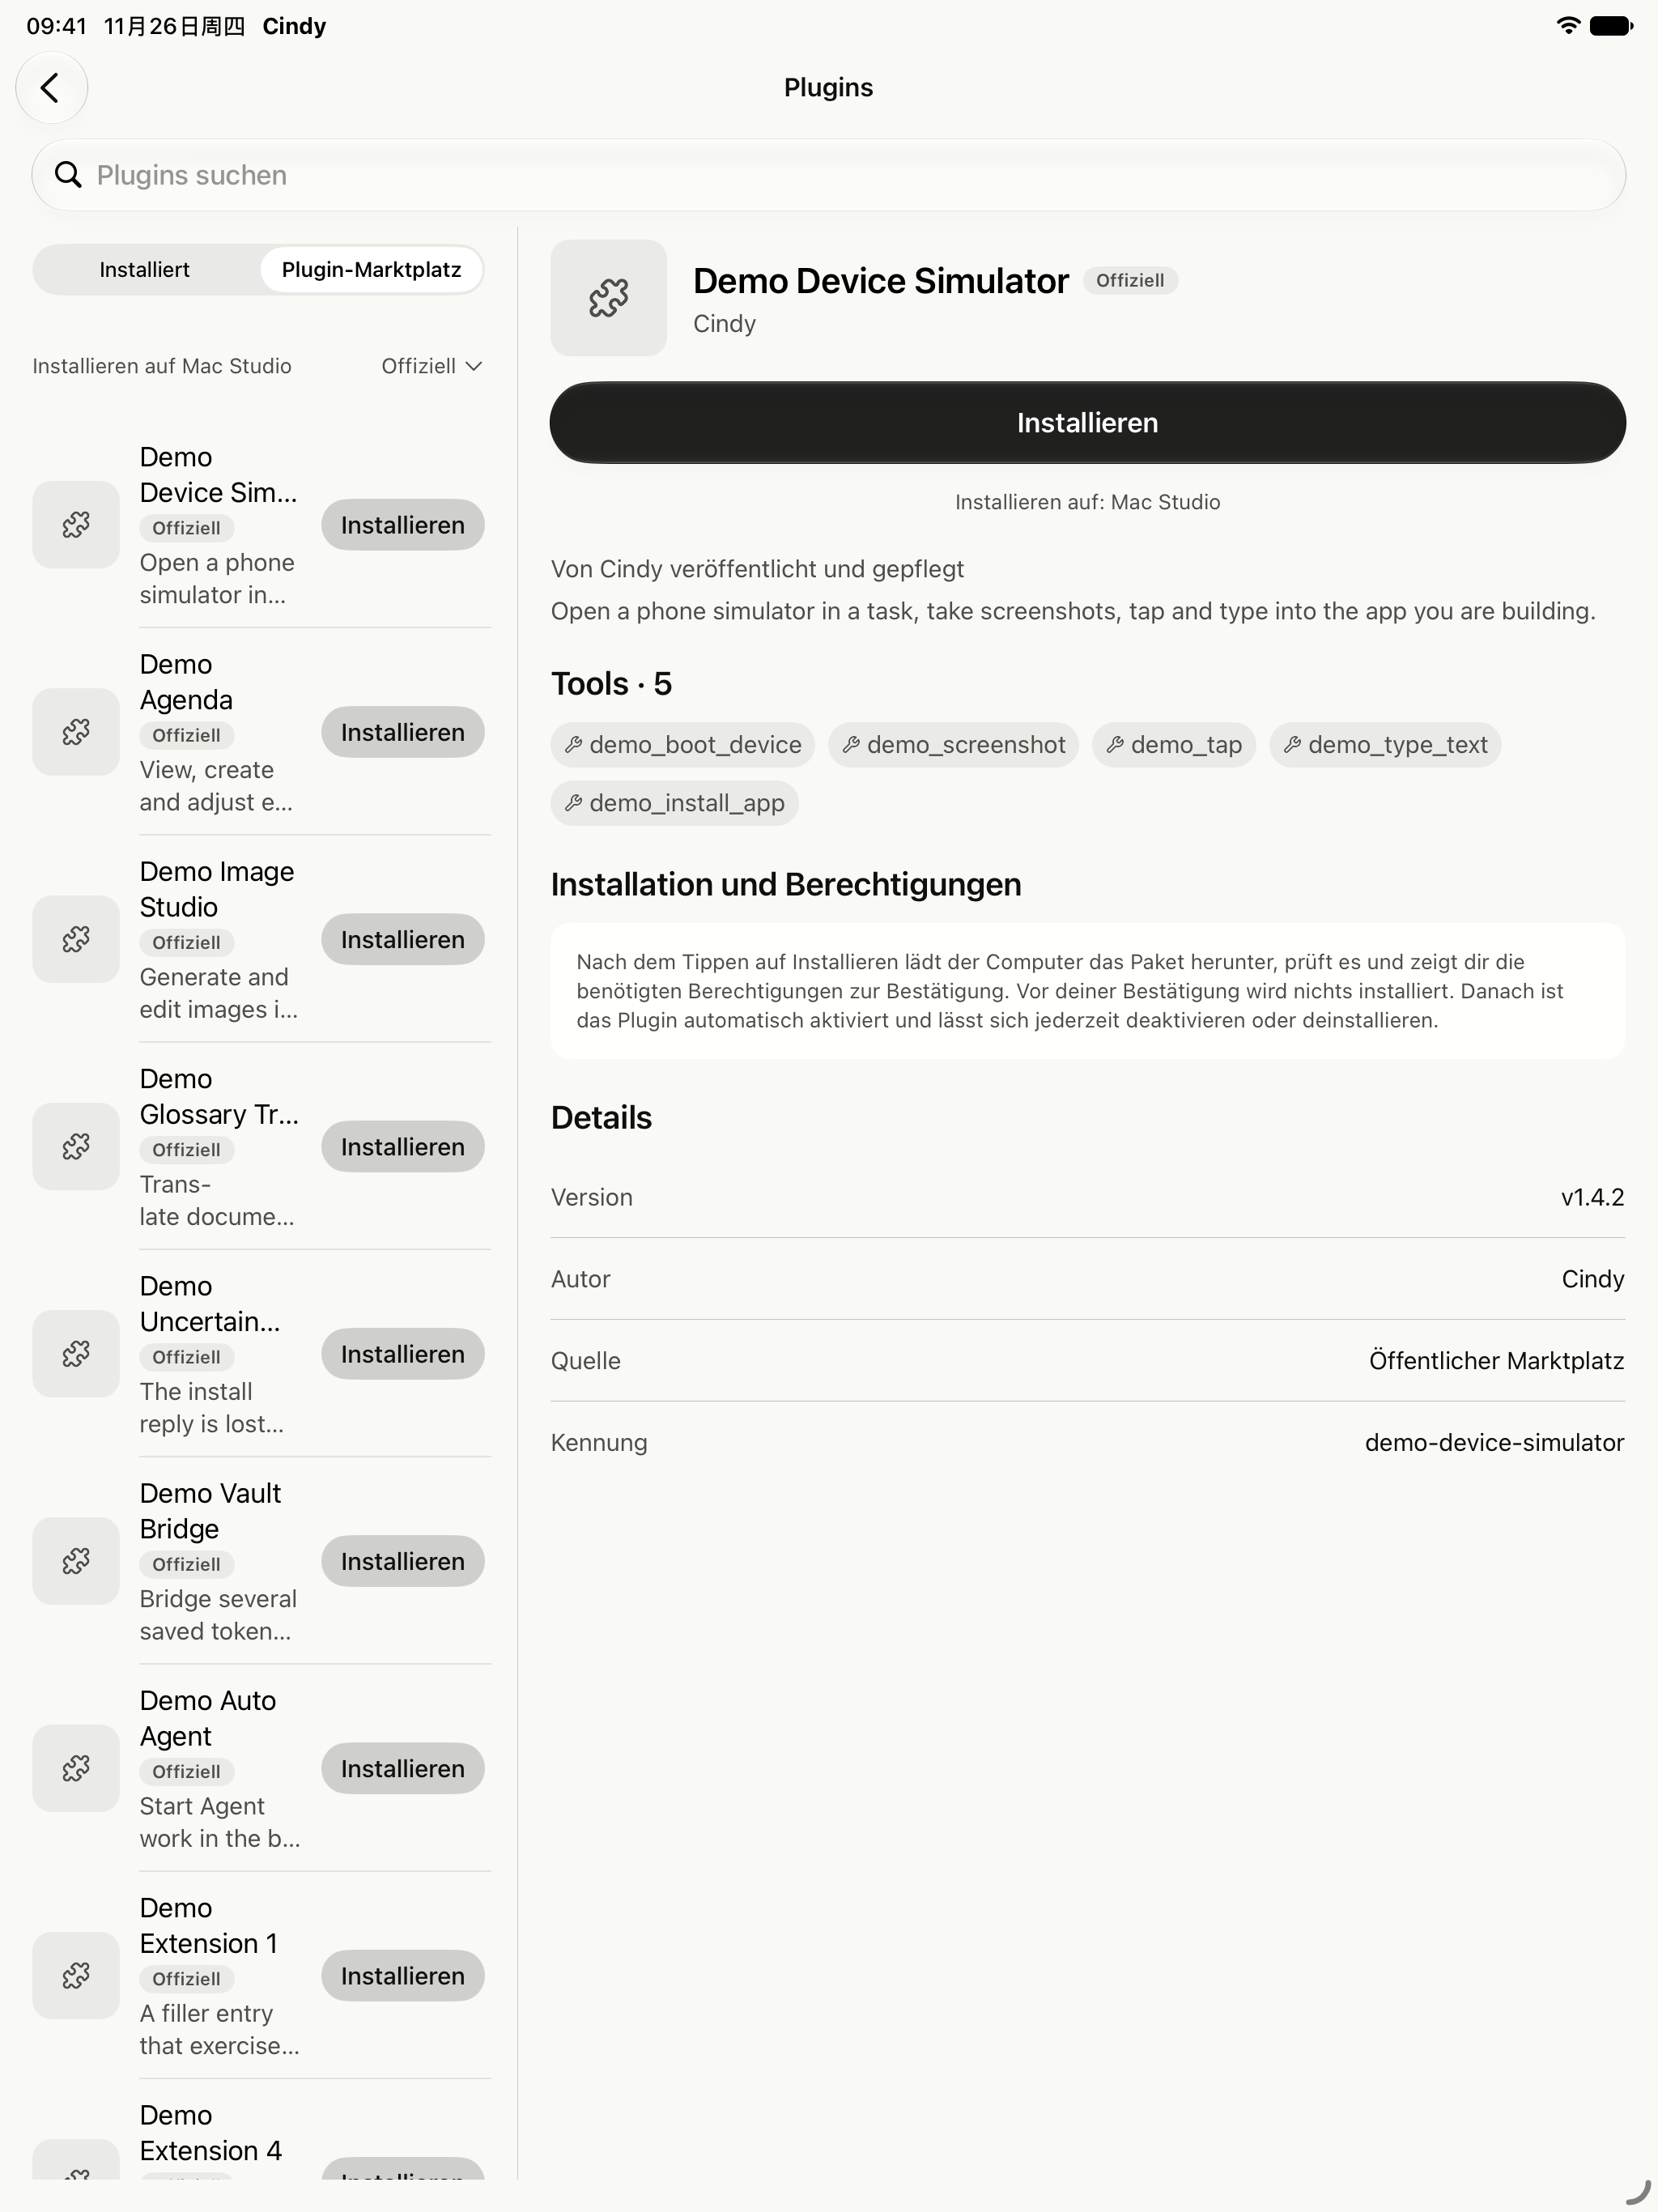 09:41 11月26日周四 Cindy
Plugins
Plugins suchen
Installiert
Plugin-Marktplatz
Installieren auf Mac Studio
Offiziell
Demo
Device Sim...
Offiziell
Open a phone
simulator in...
Installieren
Demo
Agenda
Offiziell
View, create
and adjust e...
Installieren
Demo Image
Studio
Offiziell
Generate and
edit images i...
Installieren
Demo
Glossary Tr...
Offiziell
Trans-
late docume...
Installieren
Demo
Uncertain...
Offiziell
The install
reply is lost...
Installieren
Demo Vault
Bridge
Offiziell
Bridge several
saved token...
Installieren
Demo Auto
Agent
Offiziell
Start Agent
work in the b...
Installieren
Demo
Extension 1
Offiziell
A filler entry
that exercise...
Installieren
Demo
Extension 4
Installieren
Demo Device Simulator Offiziell
Cindy
Installieren
Installieren auf: Mac Studio
Von Cindy veröffentlicht und gepflegt
Open a phone simulator in a task, take screenshots, tap and type into the app you are building.
Tools · 5
demo_boot_device demo_screenshot demo_tap demo_type_text
demo_install_app
Installation und Berechtigungen
Nach dem Tippen auf Installieren lädt der Computer das Paket herunter, prüft es und zeigt dir die
benötigten Berechtigungen zur Bestätigung. Vor deiner Bestätigung wird nichts installiert. Danach ist
das Plugin automatisch aktiviert und lässt sich jederzeit deaktivieren oder deinstallieren.
Details
Version v1.4.2
Autor Cindy
Quelle Öffentlicher Marktplatz
Kennung demo-device-simulator